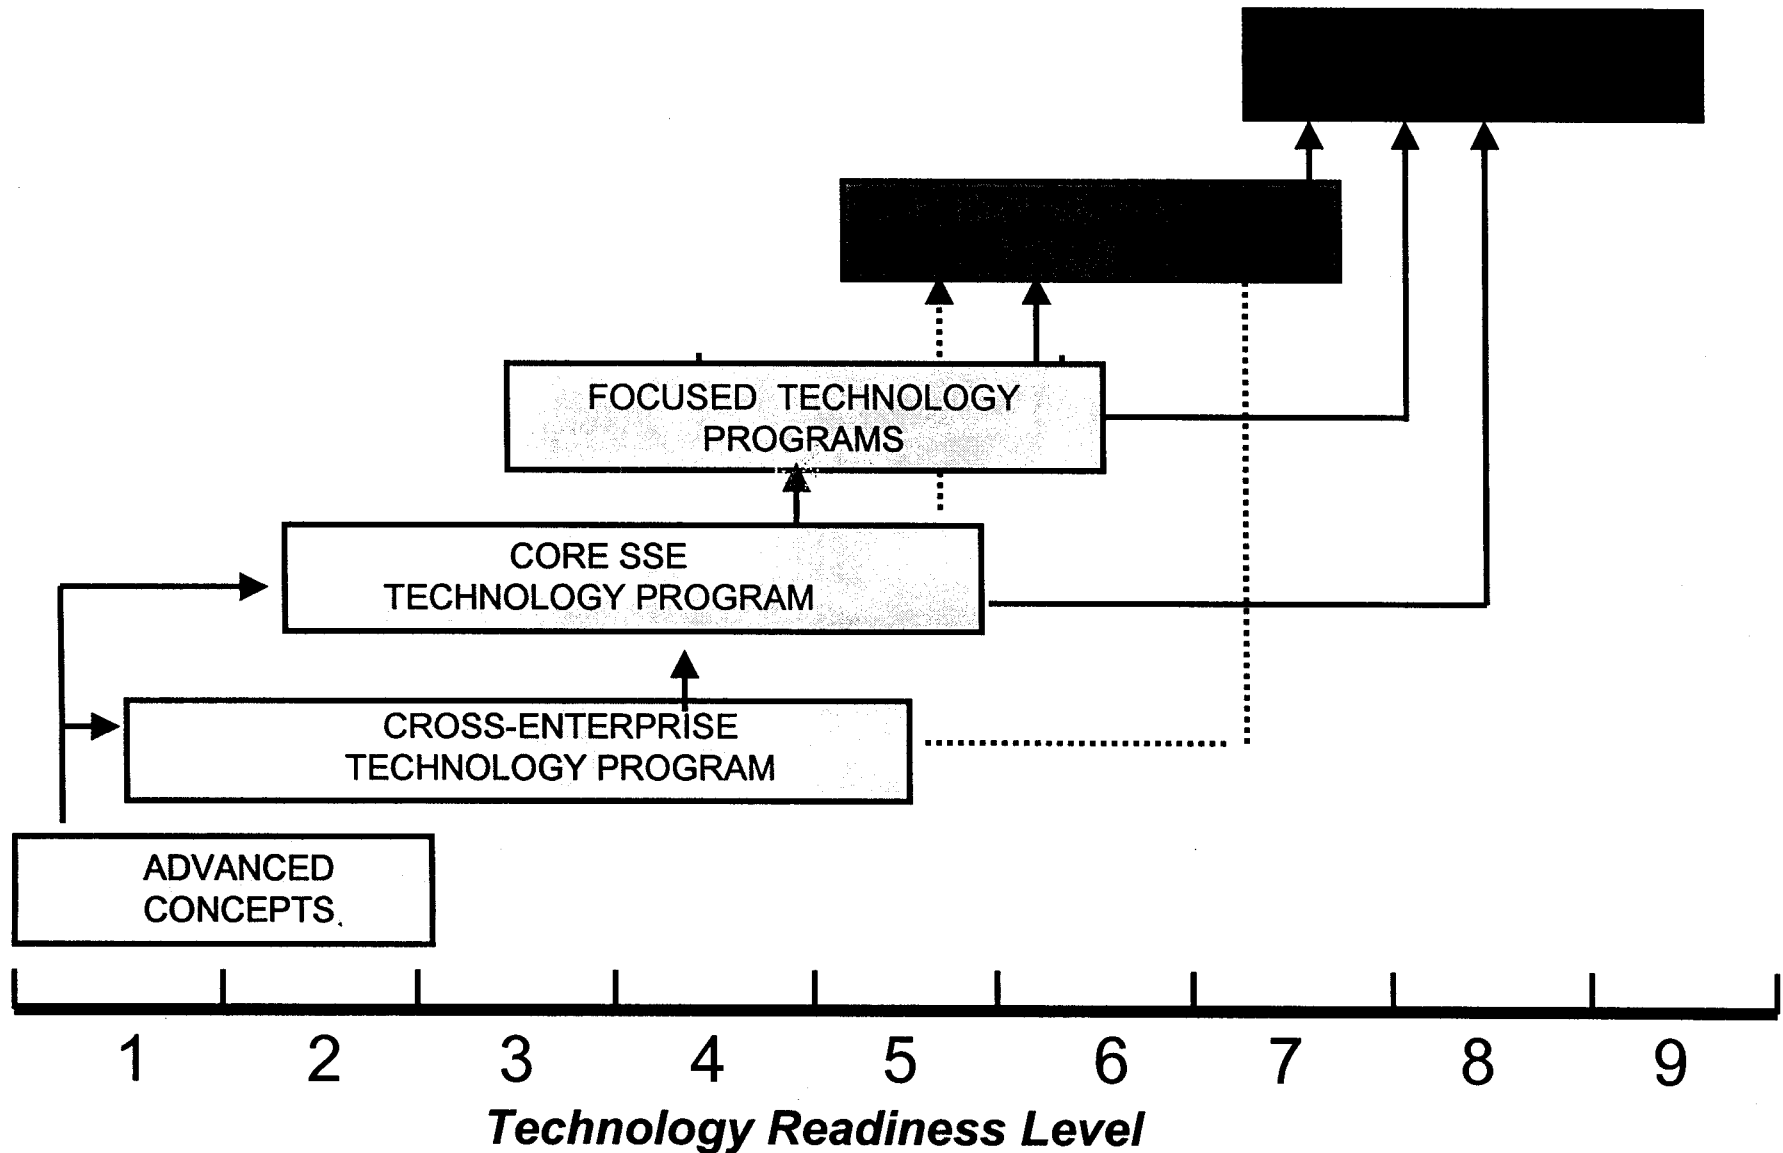 FOCUSED TECHNOLOGY
PROGRAMS
CORE SSE
TECHNOLOGY PROGRAM
CROSS-ENTERPRISE
TECHNOLOGY PROGRAM
ADVANCED
CONCEPTS
1 2 3 4 5 6 7 8 9
Technology Readiness Level